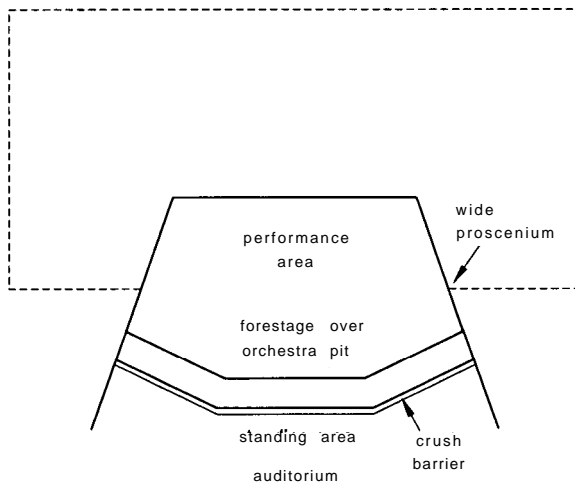 wide
proscenium
performance
area
forestage over
orchestra pit
standing area
crush
barrier
auditorium